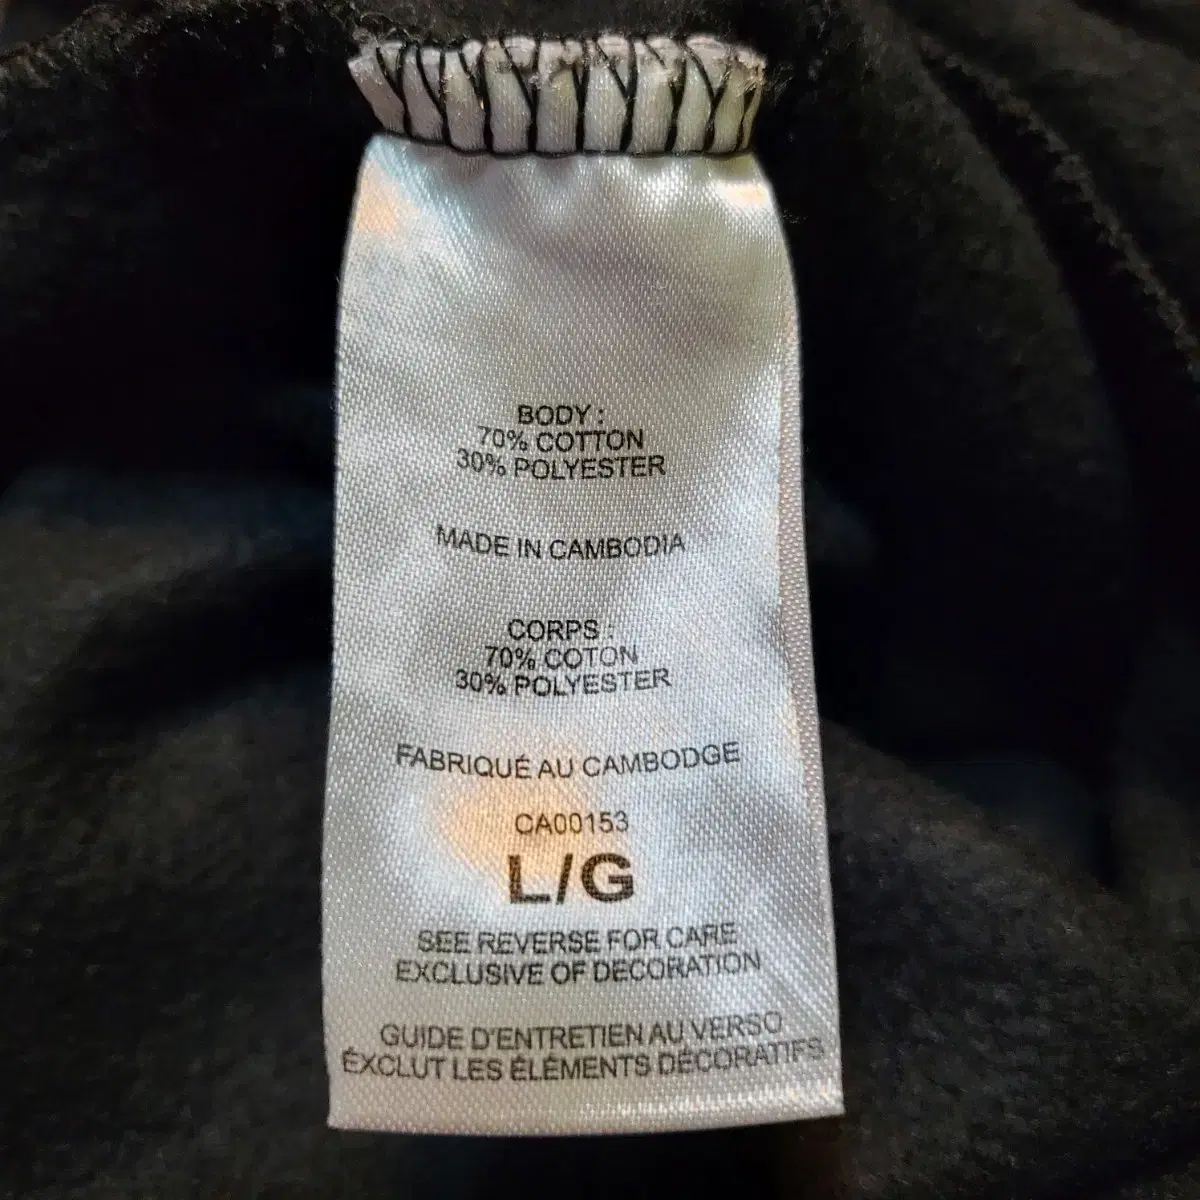 BODY :
70% COTTON
30% POLYESTER
MADE IN CAMBODIA
CORPS :
70% COTON
30% POLYESTER
FABRIQUÉ AU CAMBODGE
CA00153
L/G
SEE REVERSE FOR CARE
EXCLUSIVE OF DECORATION
GUIDE D'ENTRETIEN AU VERSO
ÉXCLUT LES ÉLÉMENTS DÉCORATIFS